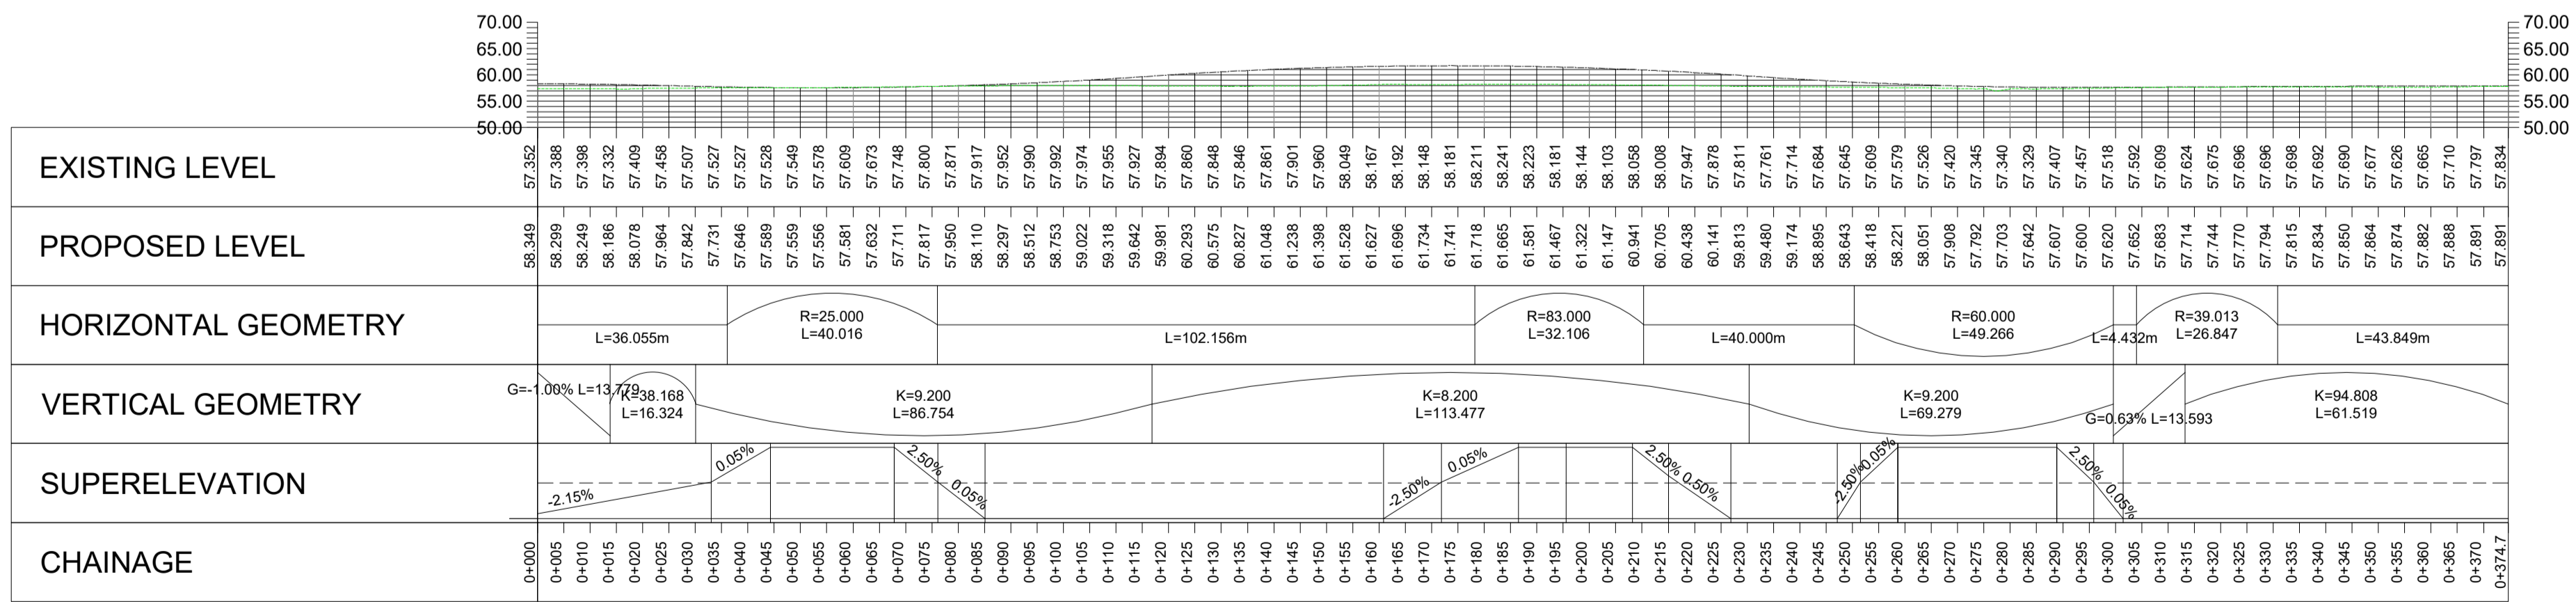 70.00
65.00
60.00
55.00
50.00
70.00
65.00
60.00
55.00
50.00
EXISTING LEVEL
57.352 57.388 57.398 57.332 57.409 57.458 57.507 57.527 57.527 57.528 57.549 57.578 57.609 57.673 57.748 57.800 57.871 57.917 57.952 57.990 57.992 57.974 57.955 57.927 57.894 57.860 57.848 57.846 57.861 57.901 57.960 58.049 58.167 58.192 58.148 58.181 58.211 58.241 58.223 58.181 58.144 58.103 58.058 58.008 57.947 57.878 57.811 57.761 57.714 57.684 57.645 57.609 57.579 57.526 57.420 57.345 57.340 57.329 57.407 57.457 57.518 57.592 57.609 57.624 57.675 57.696 57.696 57.698 57.692 57.690 57.677 57.626 57.665 57.710 57.797 57.834
PROPOSED LEVEL
58.349 58.299 58.249 58.186 58.078 57.964 57.842 57.731 57.646 57.589 57.559 57.556 57.581 57.632 57.711 57.817 57.950 58.110 58.297 58.512 58.753 59.022 59.318 59.642 59.981 60.293 60.575 60.827 61.048 61.238 61.398 61.528 61.627 61.696 61.734 61.741 61.718 61.665 61.581 61.467 61.322 61.147 60.941 60.705 60.438 60.141 59.813 59.480 59.174 58.895 58.643 58.418 58.221 58.051 57.908 57.792 57.703 57.642 57.607 57.600 57.620 57.652 57.683 57.714 57.744 57.770 57.794 57.815 57.834 57.850 57.864 57.874 57.882 57.888 57.891 57.891
HORIZONTAL GEOMETRY
L=36.055m
R=25.000
L=40.016
L=102.156m
R=83.000
L=32.106
L=40.000m
R=60.000
L=49.266
L=4.432m
R=39.013
L=26.847
L=43.849m
VERTICAL GEOMETRY
G=-1.00% L=13.779
K=38.168
L=16.324
K=9.200
L=86.754
K=8.200
L=113.477
K=9.200
L=69.279
G=0.63% L=13.593
K=94.808
L=61.519
SUPERELEVATION
-2.15%
0.05%
2.50%
0.05%
-2.50%
0.05%
2.50%
0.50%
-2.50%
0.05%
2.50%
0.05%
CHAINAGE
0+000 0+005 0+010 0+015 0+020 0+025 0+030 0+035 0+040 0+045 0+050 0+055 0+060 0+065 0+070 0+075 0+080 0+085 0+095 0+100 0+105 0+110 0+115 0+120 0+125 0+130 0+135 0+140 0+145 0+150 0+155 0+160 0+165 0+170 0+175 0+180 0+185 0+190 0+195 0+200 0+205 0+210 0+215 0+220 0+225 0+230 0+235 0+240 0+245 0+250 0+255 0+260 0+265 0+270 0+275 0+280 0+285 0+290 0+295 0+300 0+305 0+310 0+315 0+320 0+325 0+330 0+335 0+340 0+345 0+350 0+355 0+360 0+365 0+370 0+374.7